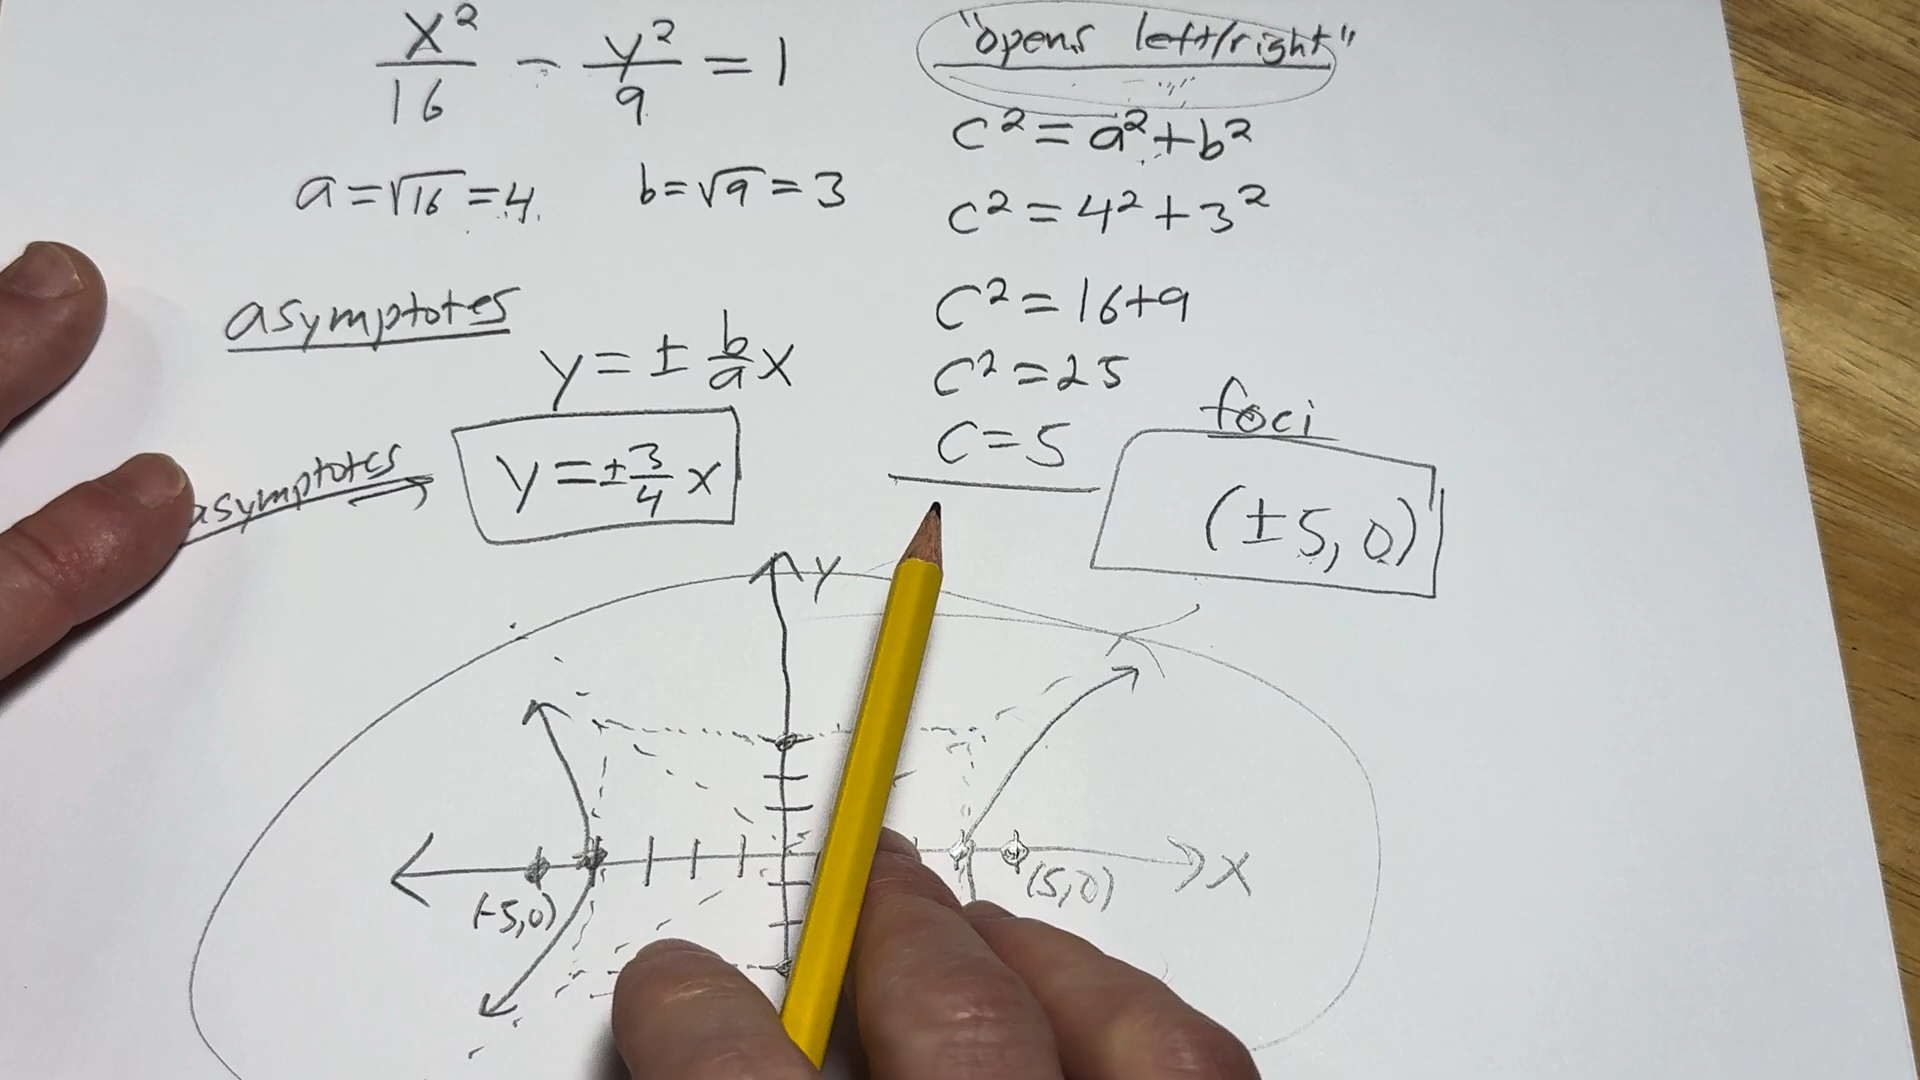 x²/16 - y²/9 = 1
"opens left/right"
a = √16 = 4
b = √9 = 3
c² = a² + b²
c² = 4² + 3²
c² = 16+9
c² = 25
c = 5
asymptotes
y = ± b/a x
asymptotes → y = ± 3/4 x
foci
(±5, 0)
y
x
(-5,0)
(5,0)